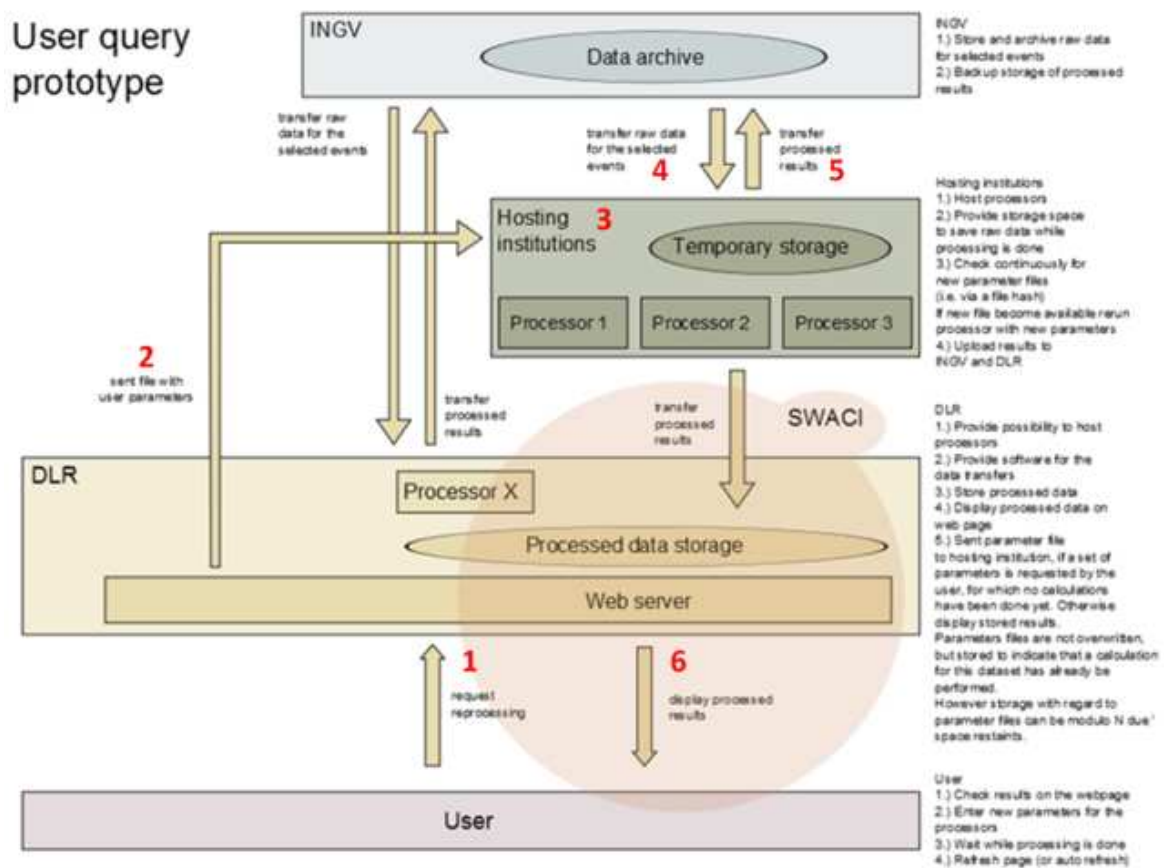 User query
prototype
INGV
Data archive
INGV
1.) Store and archive raw data
for selected events
2.) Backup storage of processed
results
transfer raw
data for the
selected events
transfer raw data
for the selected
events
4
transfer
processed
results
5
Hosting
institutions
3
Temporary storage
Processor 1
Processor 2
Processor 3
Hosting institutions
1.) Host processors
2.) Provide storage space
to save raw data while
processing is done
3.) Check continuously for
new parameter files
(i.e. via a file hash)
If new file become available rerun
processor with new parameters
4.) Upload results to
INGV and DLR
2
sent file with
user parameters
transfer
processed
results
transfer
processed
results
SWACI
DLR
Processor X
Processed data storage
Web server
DLR
1.) Provide possibility to host
processors
2.) Provide software for the
data transfers
3.) Store processed data
4.) Display processed data on
web page
5.) Sent parameter file
to hosting institution, if a set of
parameters is requested by the
user, for which no calculations
have been done yet. Otherwise
display stored results.
Parameters files are not overwritten,
but stored to indicate that a calculation
for this dataset has already be
performed.
However storage with regard to
parameter files can be modulo N due'
space restaints.
1
request
reprocessing
6
display processed
results
User
User
1.) Check results on the webpage
2.) Enter new parameters for the
processors
3.) Wait while processing is done
4.) Refresh page (or auto refresh)